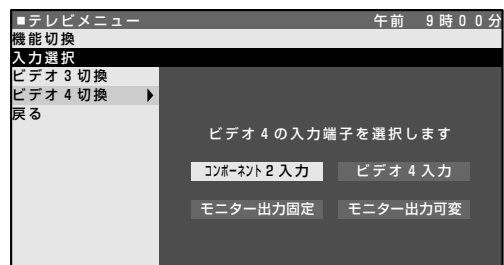 ■テレビメニュー 午前 9時00分
機能切換
入力選択
ビデオ3切換
ビデオ4切換 ▶
戻る
ビデオ4の入力端子を選択します
コンポーネント2入力 ビデオ4入力
モニター出力固定 モニター出力可変